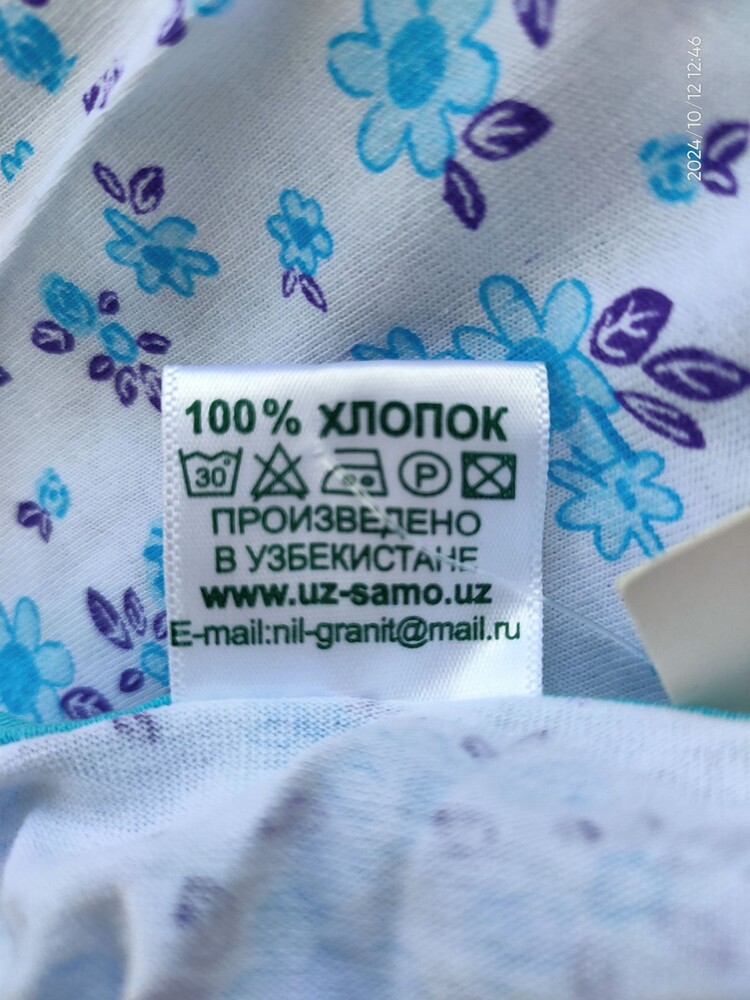 2024/10/12 12:46
100% ХЛОПОК
30° P
ПРОИЗВЕДЕНО
В УЗБЕКИСТАНЕ
www.uz-samo.uz
E-mail:nil-granit@mail.ru